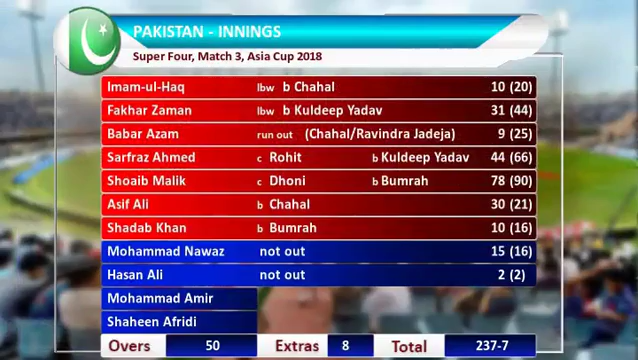 PAKISTAN - INNINGS
Super Four, Match 3, Asia Cup 2018
Imam-ul-Haq lbw b Chahal 10 (20)
Fakhar Zaman lbw b Kuldeep Yadav 31 (44)
Babar Azam run out (Chahal/Ravindra Jadeja) 9 (25)
Sarfraz Ahmed c Rohit b Kuldeep Yadav 44 (66)
Shoaib Malik c Dhoni b Bumrah 78 (90)
Asif Ali b Chahal 30 (21)
Shadab Khan b Bumrah 10 (16)
Mohammad Nawaz not out 15 (16)
Hasan Ali not out 2 (2)
Mohammad Amir
Shaheen Afridi
Overs 50 Extras 8 Total 237-7